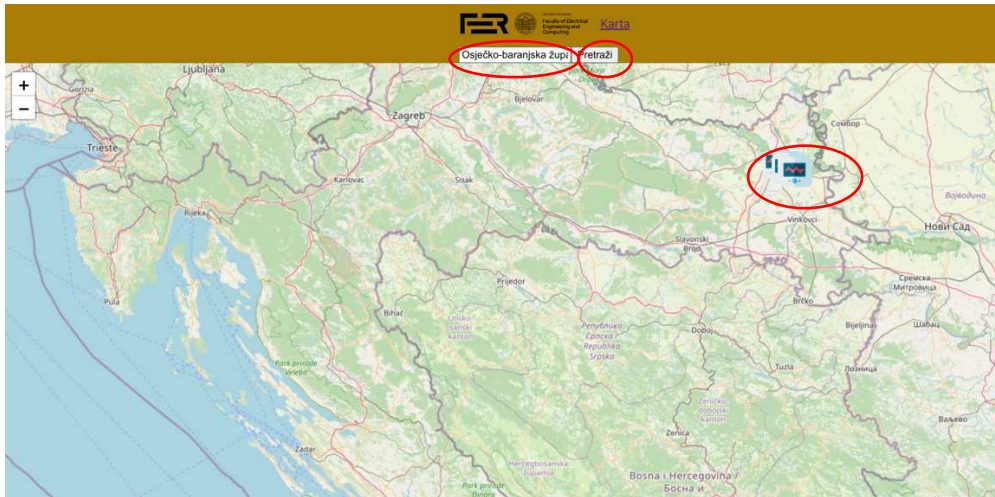 FER
Faculty of Electrical
Engineering and
Computing
Karta
Osječko-baranjska župa
Pretraži
+
−
Ljubljana
Gorizia
Bjelovar
Zagreb
Сомбор
Trieste
Karlovac
Sisak
Војводина
Rijeka
Vinkovci
Нови Сад
Slavonski
Brod
Prijedor
Сремска
Митровица
Pula
Bihać
Brčko
Unsko-
sanski
kanton
Република
Српска /
Republika
Srpska
Doboj
Bijeljina
Шабац
Park prirode
Velebit
Tuzla
Лозница
Zeničko-
dobojski
kanton
Ваљево
Zenica
Zadar
Hercegbosanska
županija
Bosna i Hercegovina /
Босна и
Park prirode
Dinara